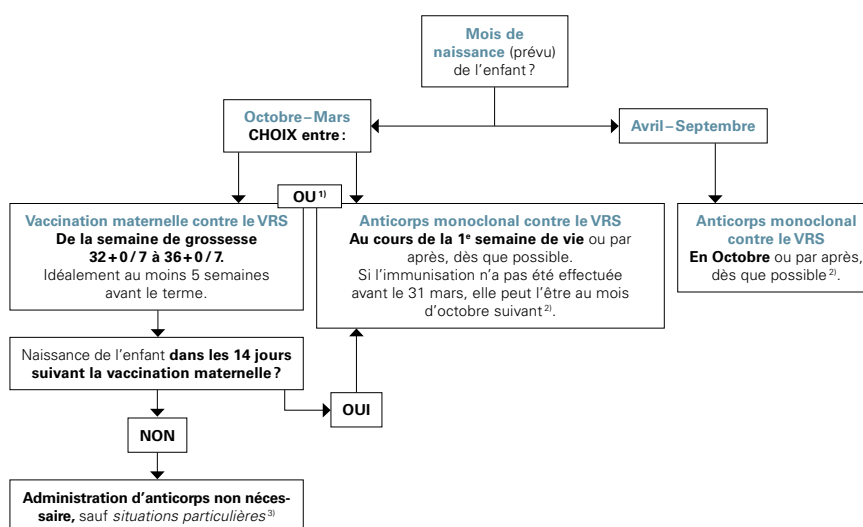 Mois de
naissance (prévu)
de l’enfant ?
Octobre – Mars
CHOIX entre :
Avril – Septembre
OU 1)
Vaccination maternelle contre le VRS
De la semaine de grossesse
32 + 0 / 7 à 36 + 0 / 7.
Idéalement au moins 5 semaines
avant le terme.
Anticorps monoclonal contre le VRS
Au cours de la 1e semaine de vie ou par
après, dès que possible.
Si l’immunisation n’a pas été effectuée
avant le 31 mars, elle peut l’être au mois
d’octobre suivant 2).
Anticorps monoclonal
contre le VRS
En Octobre ou par après,
dès que possible 2).
Naissance de l’enfant dans les 14 jours
suivant la vaccination maternelle ?
OUI
NON
Administration d’anticorps non néces-
saire, sauf situations particulières 3)